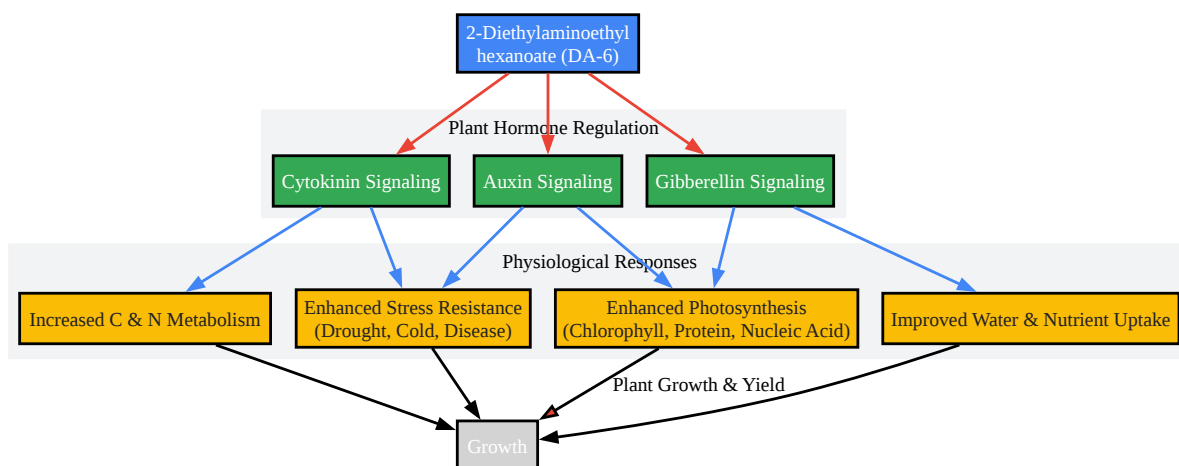 2-Diethylaminoethyl
hexanoate (DA-6)
Plant Hormone Regulation
Cytokinin Signaling
Auxin Signaling
Gibberellin Signaling
Physiological Responses
Increased C & N Metabolism
Enhanced Stress Resistance
(Drought, Cold, Disease)
Enhanced Photosynthesis
(Chlorophyll, Protein, Nucleic Acid)
Improved Water & Nutrient Uptake
Plant Growth & Yield
Growth